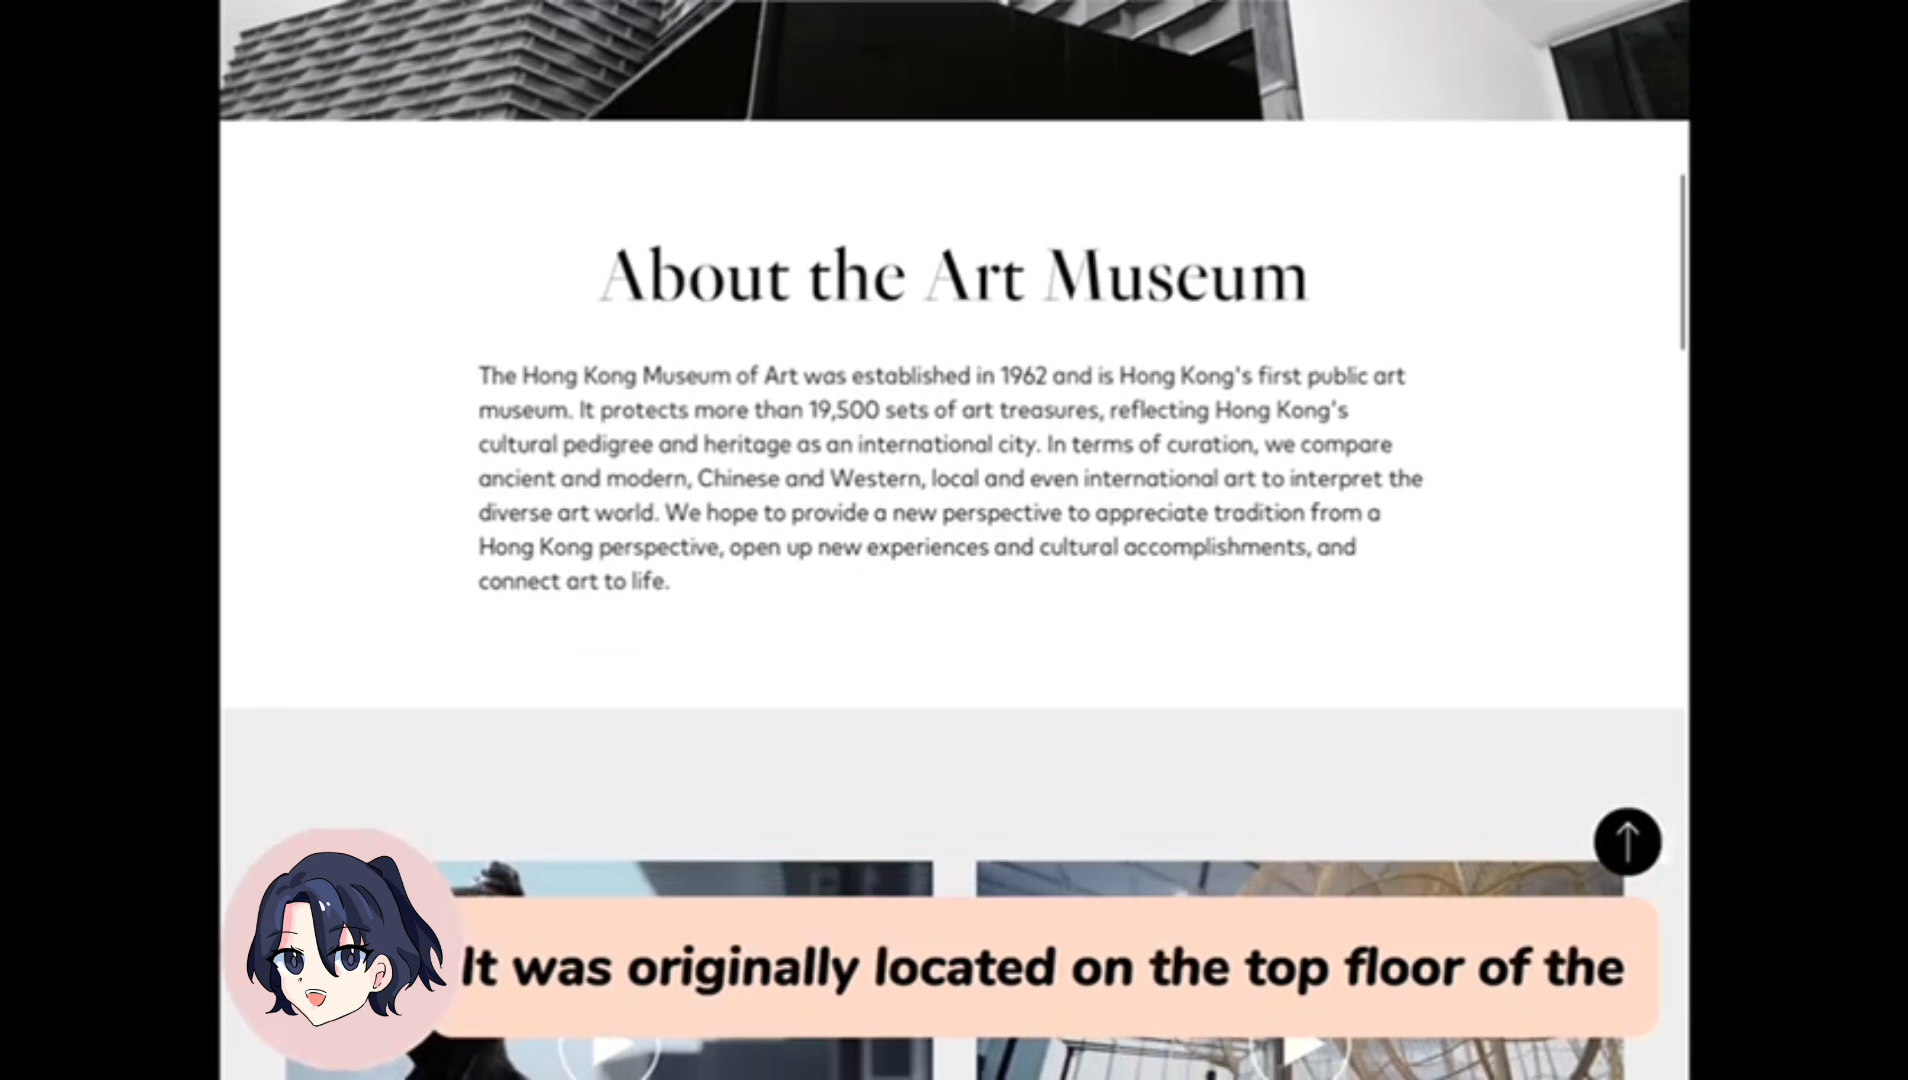 About the Art Museum
The Hong Kong Museum of Art was established in 1962 and is Hong Kong's first public art
museum. It protects more than 19,500 sets of art treasures, reflecting Hong Kong's
cultural pedigree and heritage as an international city. In terms of curation, we compare
ancient and modern, Chinese and Western, local and even international art to interpret the
diverse art world. We hope to provide a new perspective to appreciate tradition from a
Hong Kong perspective, open up new experiences and cultural accomplishments, and
connect art to life.
It was originally located on the top floor of the